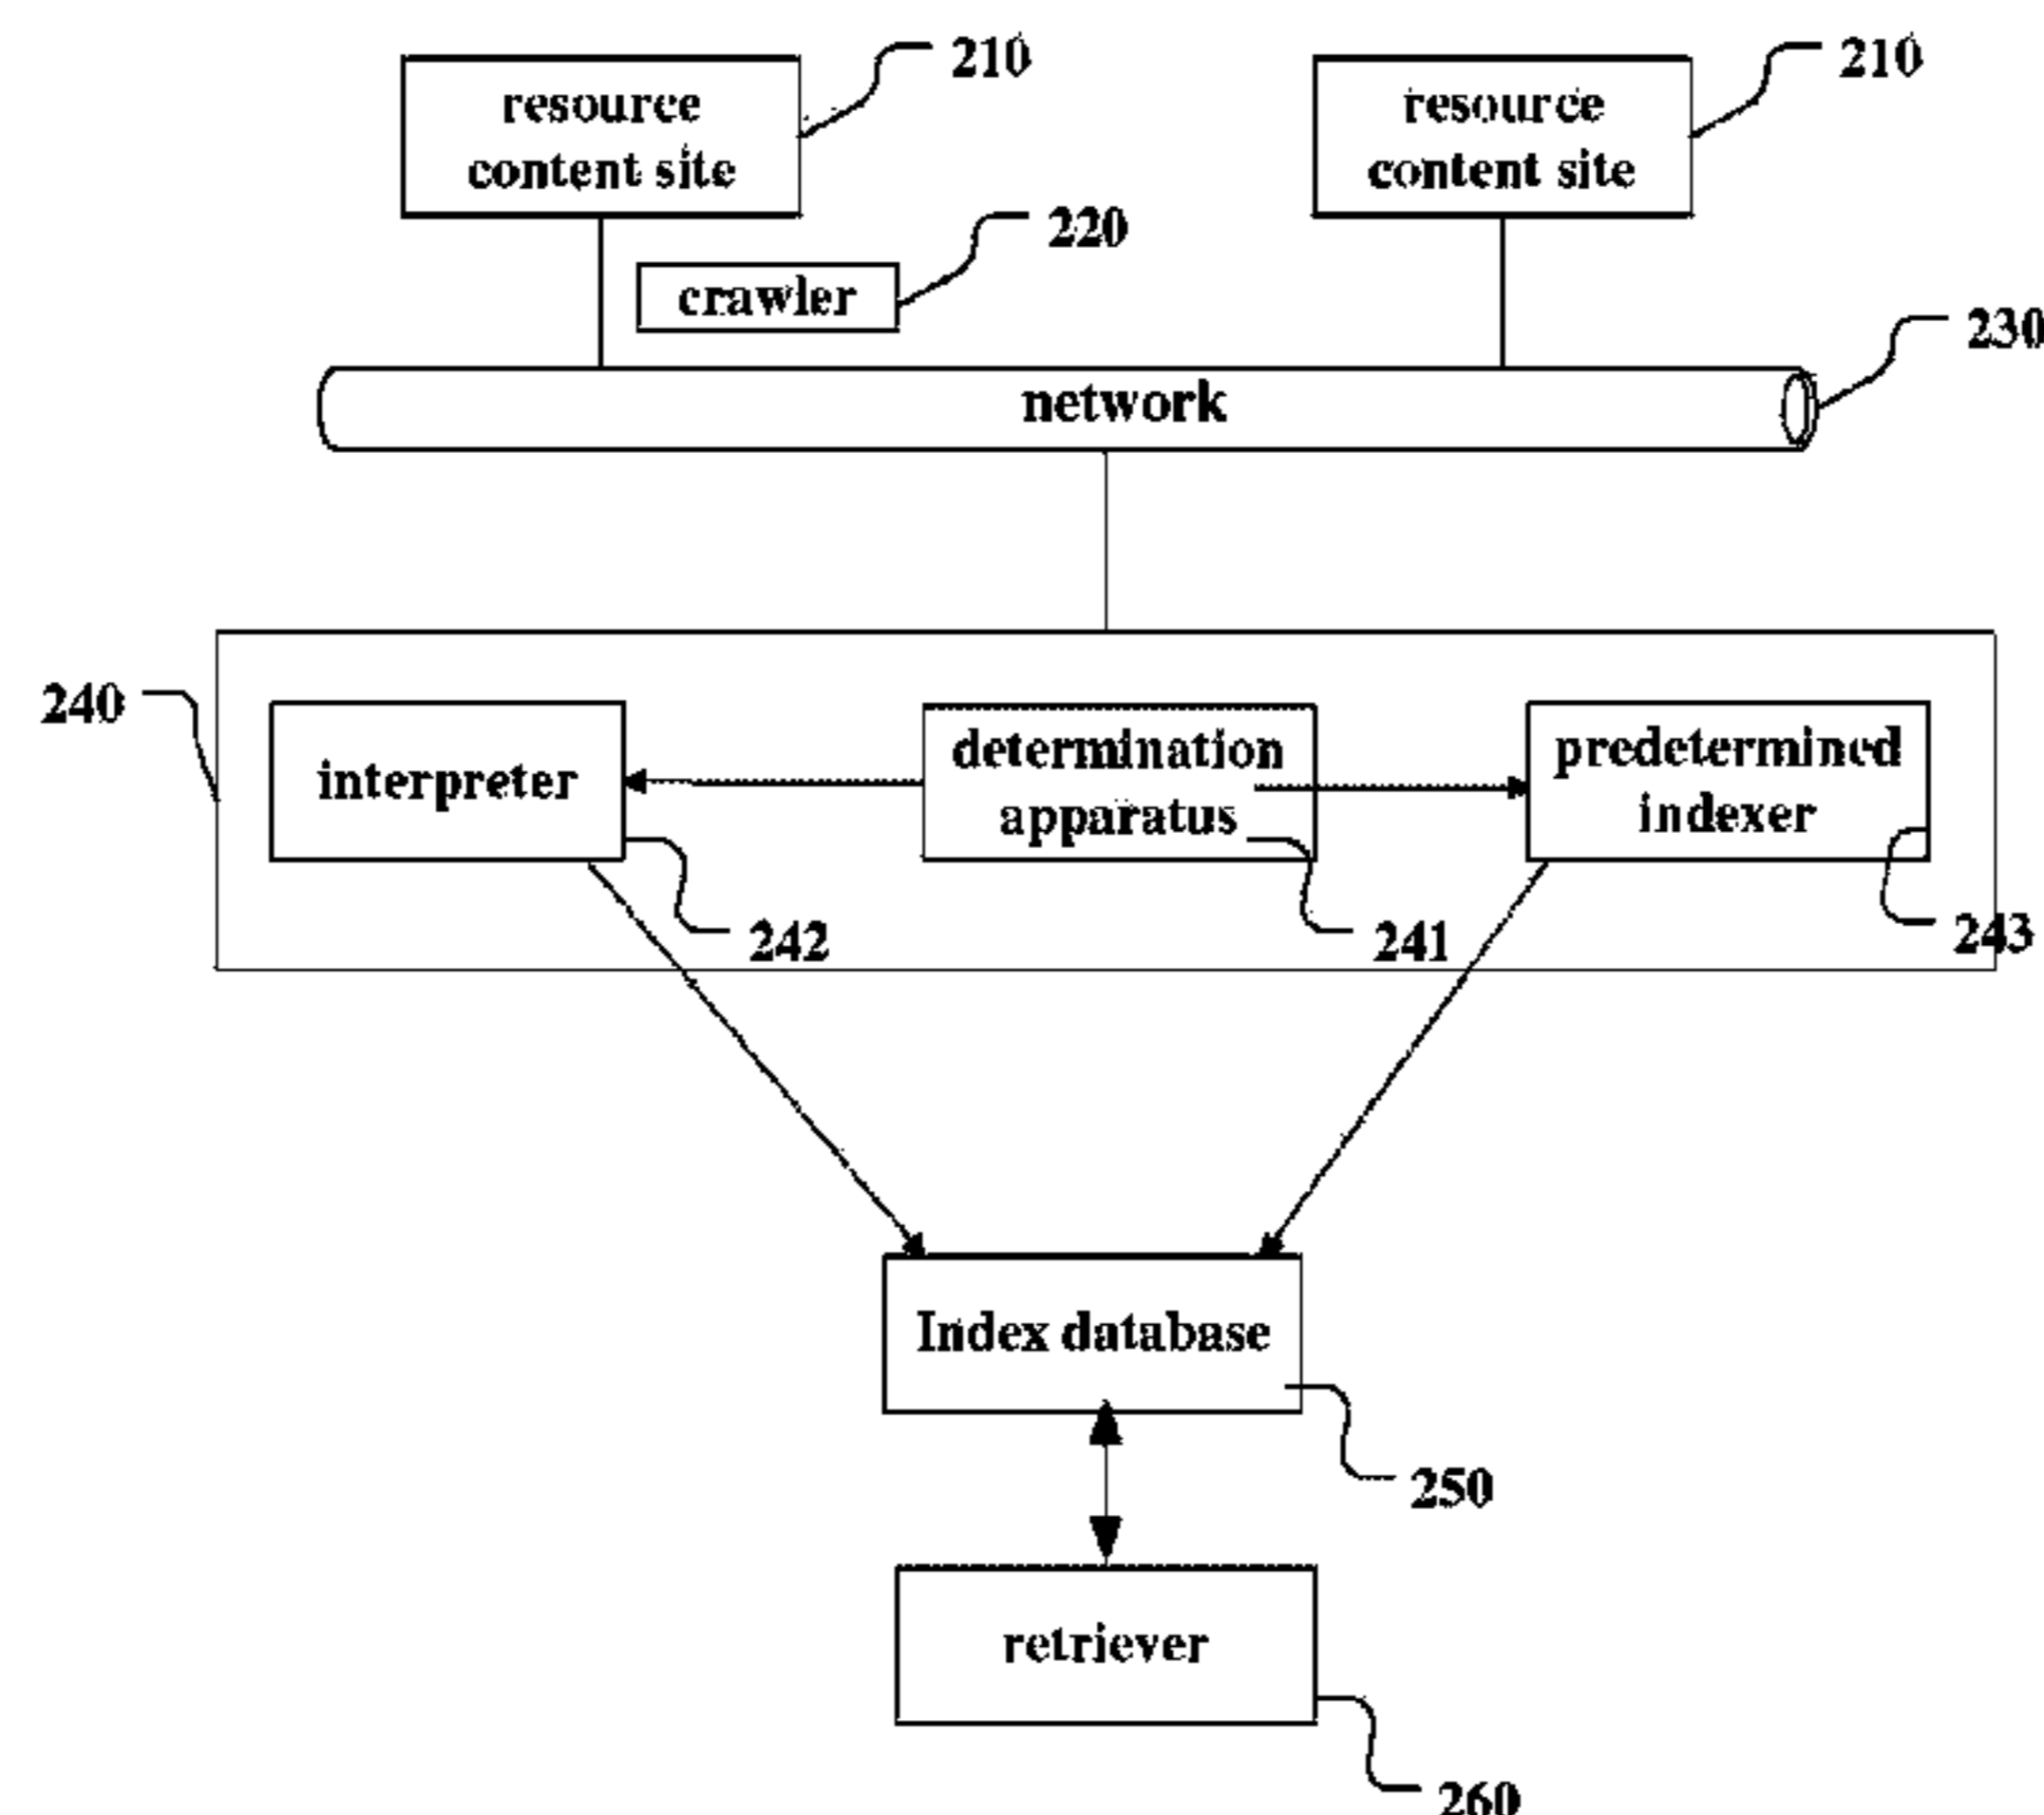 210
210
resource
content site
resource
content site
220
crawler
230
network
240
interpreter
determination
apparatus
predetermined
indexer
242
241
243
Index database
250
retriever
260